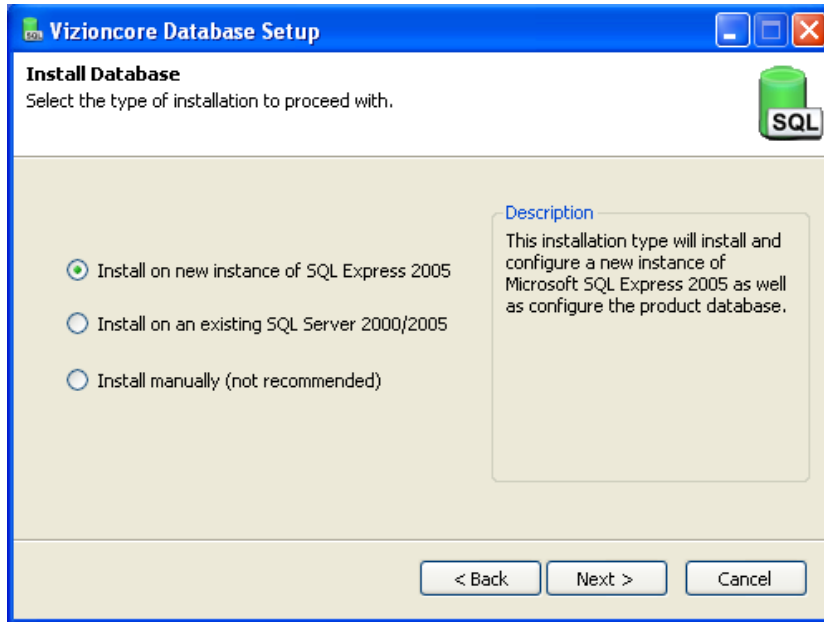 Vizioncore Database Setup
Install Database
Select the type of installation to proceed with.
SQL
Install on new instance of SQL Express 2005
Install on an existing SQL Server 2000/2005
Install manually (not recommended)
Description
This installation type will install and
configure a new instance of
Microsoft SQL Express 2005 as well
as configure the product database.
< Back
Next >
Cancel